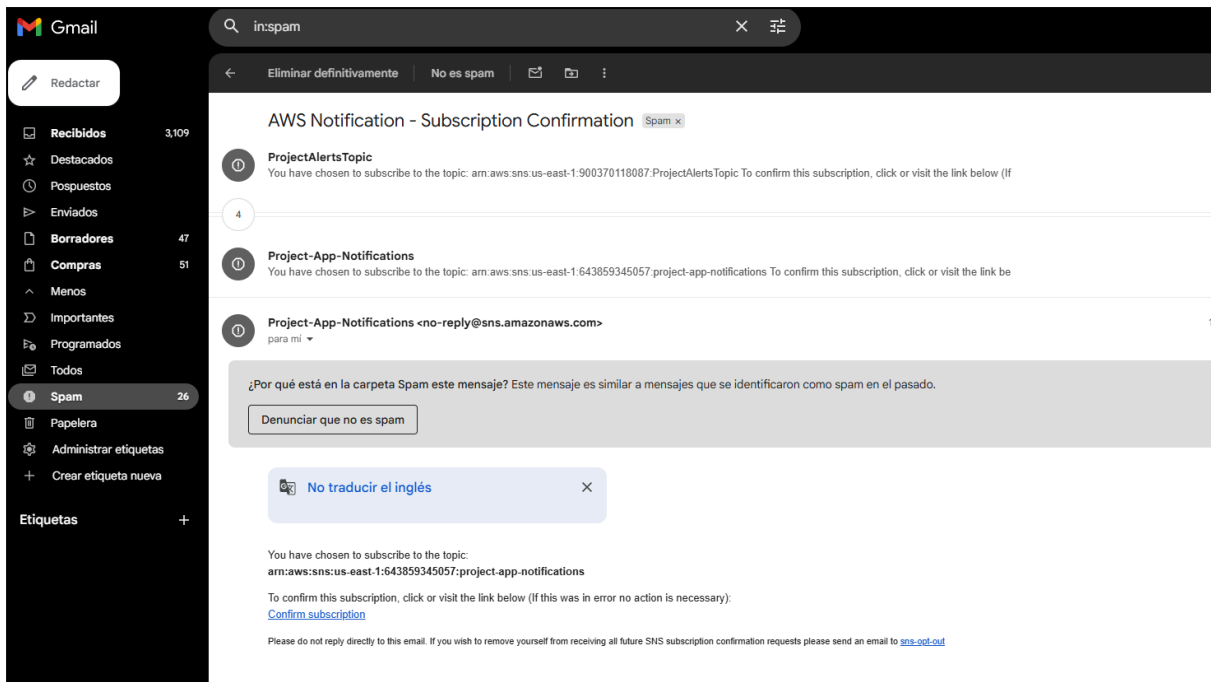 Gmail
in:spam
Redactar
Eliminar definitivamente
No es spam
Recibidos 3,109
Destacados
Pospuestos
Enviados
Borradores 47
Compras 51
Menos
Importantes
Programados
Todos
Spam 26
Papelera
Administrar etiquetas
Crear etiqueta nueva
Etiquetas
AWS Notification - Subscription Confirmation Spam x
ProjectAlertsTopic
You have chosen to subscribe to the topic: arn:aws:sns:us-east-1:900370118087:ProjectAlertsTopic To confirm this subscription, click or visit the link below (If
4
Project-App-Notifications
You have chosen to subscribe to the topic: arn:aws:sns:us-east-1:643859345057:project-app-notifications To confirm this subscription, click or visit the link be
Project-App-Notifications <no-reply@sns.amazonaws.com>
para mí
¿Por qué está en la carpeta Spam este mensaje? Este mensaje es similar a mensajes que se identificaron como spam en el pasado.
Denunciar que no es spam
No traducir el inglés
You have chosen to subscribe to the topic:
arn:aws:sns:us-east-1:643859345057:project-app-notifications
To confirm this subscription, click or visit the link below (If this was in error no action is necessary):
Confirm subscription
Please do not reply directly to this email. If you wish to remove yourself from receiving all future SNS subscription confirmation requests please send an email to sns-opt-out